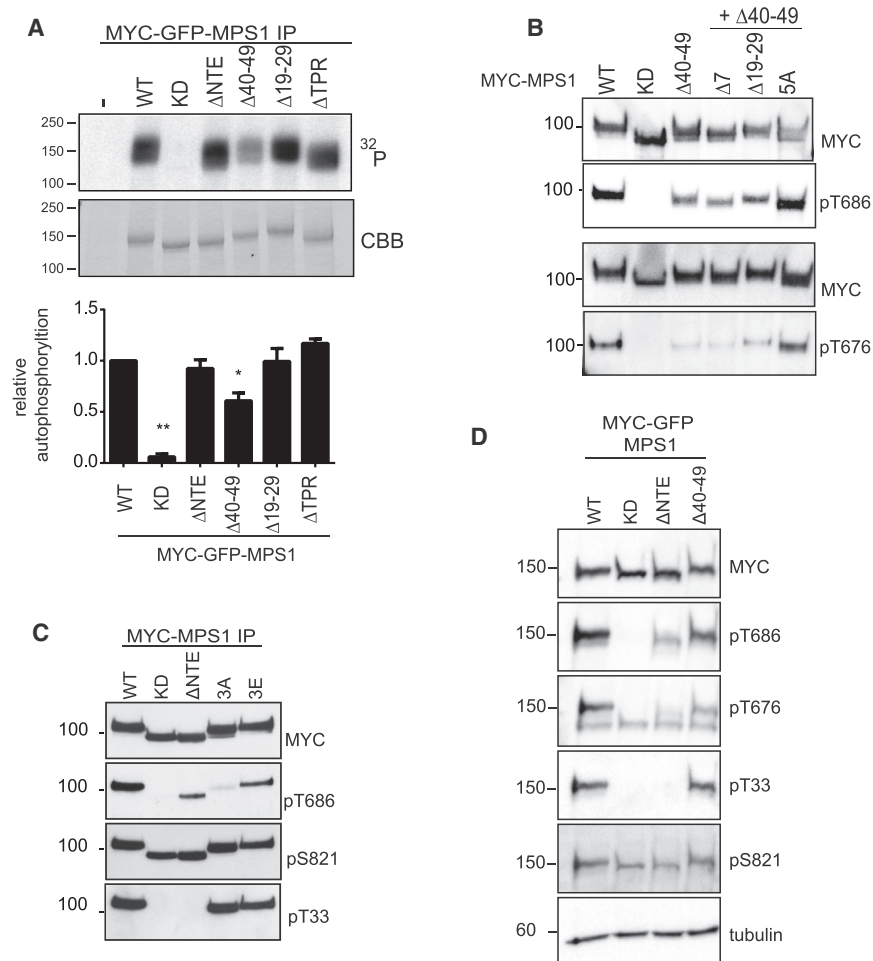 A
MYC-GFP-MPS1 IP
- WT KD ΔNTE Δ40-49 Δ19-29 ΔTPR
250
150
100
32P
250
150
100
CBB
relative autophosphoryltion
1.5
1.0
0.5
0.0
** *
WT KD ΔNTE Δ40-49 Δ19-29 ΔTPR
MYC-GFP-MPS1
B
+ Δ40-49
MYC-MPS1 WT KD Δ40-49 Δ7 Δ19-29 5A
100 MYC
100 pT686
100 MYC
100 pT676
C
MYC-MPS1 IP
WT KD ΔNTE 3A 3E
100 MYC
100 pT686
100 pS821
100 pT33
D
MYC-GFP
MPS1
WT KD ΔNTE Δ40-49
150 MYC
150 pT686
150 pT676
150 pT33
150 pS821
60 tubulin